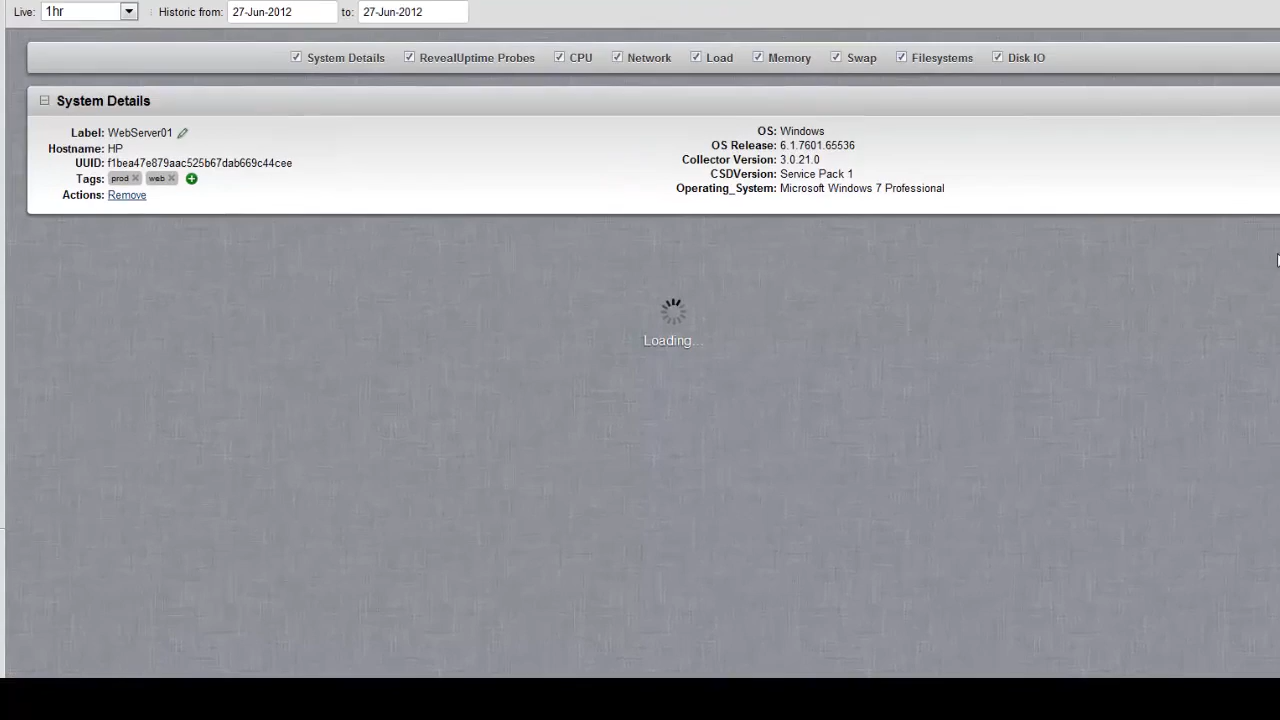 Live: 1hr Historic from: 27-Jun-2012 to: 27-Jun-2012
System Details RevealUptime Probes CPU Network Load Memory Swap Filesystems Disk IO
System Details
Label: WebServer01
Hostname: HP
UUID: f1bea47e879aac525b67dab669c44cee
Tags: prod web
Actions: Remove
OS: Windows
OS Release: 6.1.7601.65536
Collector Version: 3.0.21.0
CSDVersion: Service Pack 1
Operating_System: Microsoft Windows 7 Professional
Loading...